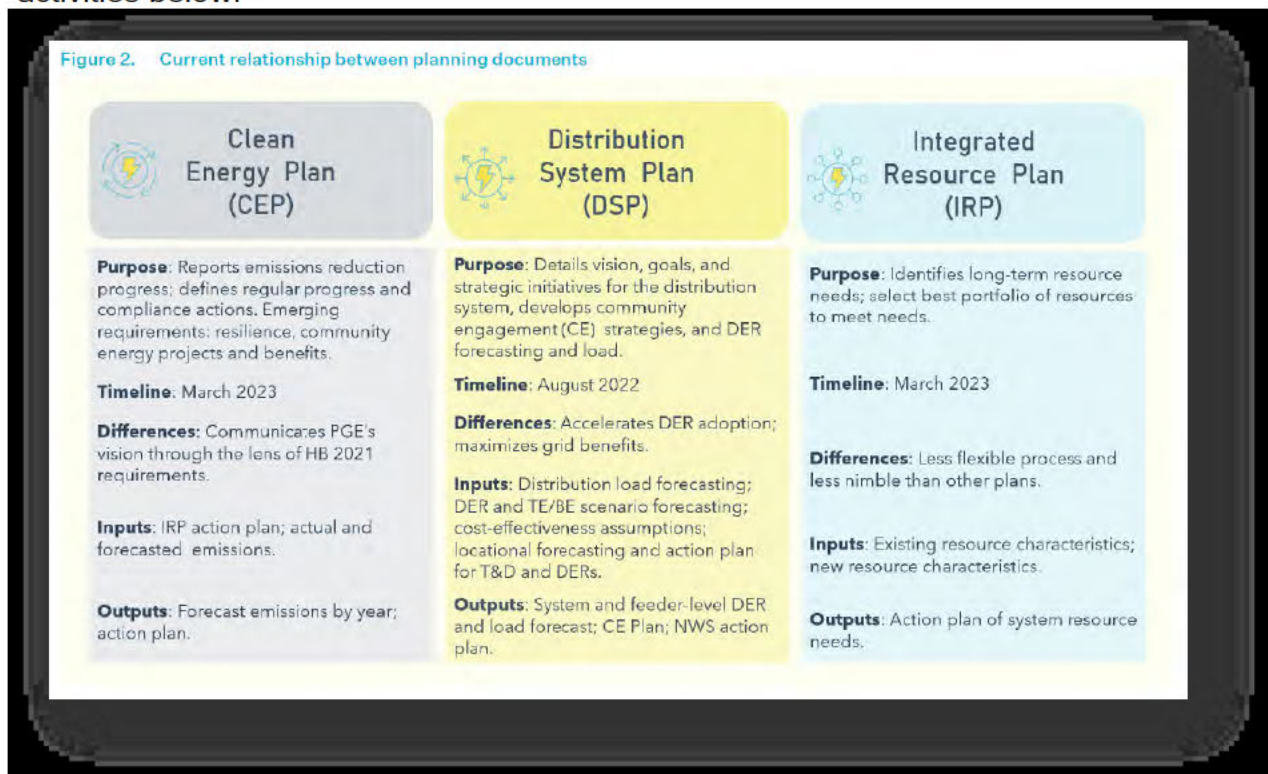 Figure 2. Current relationship between planning documents
Clean
Energy Plan
(CEP)
Purpose: Reports emissions reduction
progress; defines regular progress and
compliance actions. Emerging
requirements: resilience, community
energy projects and benefits.
Timeline: March 2023
Differences: Communicates PGE's
vision through the lens of HB 2021
requirements.
Inputs: IRP action plan; actual and
forecasted emissions.
Outputs: Forecast emissions by year;
action plan.
Distribution
System Plan
(DSP)
Purpose: Details vision, goals, and
strategic initiatives for the distribution
system, develops community
engagement (CE) strategies, and DER
forecasting and load.
Timeline: August 2022
Differences: Accelerates DER adoption;
maximizes grid benefits.
Inputs: Distribution load forecasting;
DER and TE/BE scenario forecasting;
cost-effectiveness assumptions;
locational forecasting and action plan
for T&D and DERs.
Outputs: System and feeder-level DER
and load forecast; CE Plan; NWS action
plan.
Integrated
Resource Plan
(IRP)
Purpose: Identifies long-term resource
needs; select best portfolio of resources
to meet needs.
Timeline: March 2023
Differences: Less flexible process and
less nimble than other plans.
Inputs: Existing resource characteristics;
new resource characteristics.
Outputs: Action plan of system resource
needs.